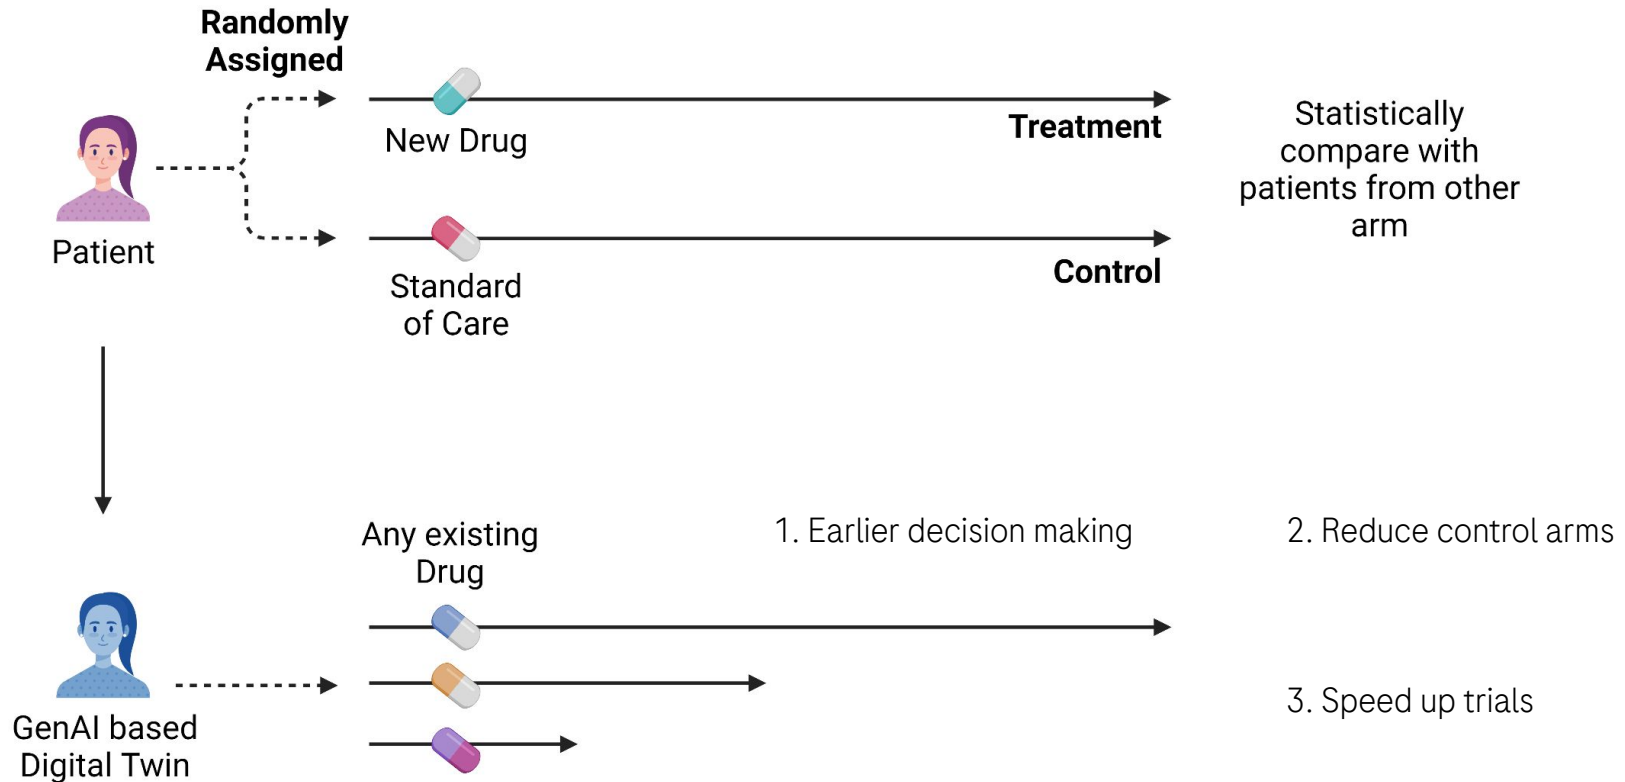 Randomly
Assigned
New Drug
Treatment
Statistically
compare with
patients from other
arm
Patient
Control
Standard
of Care
Any existing
Drug
1. Earlier decision making
2. Reduce control arms
3. Speed up trials
GenAI based
Digital Twin